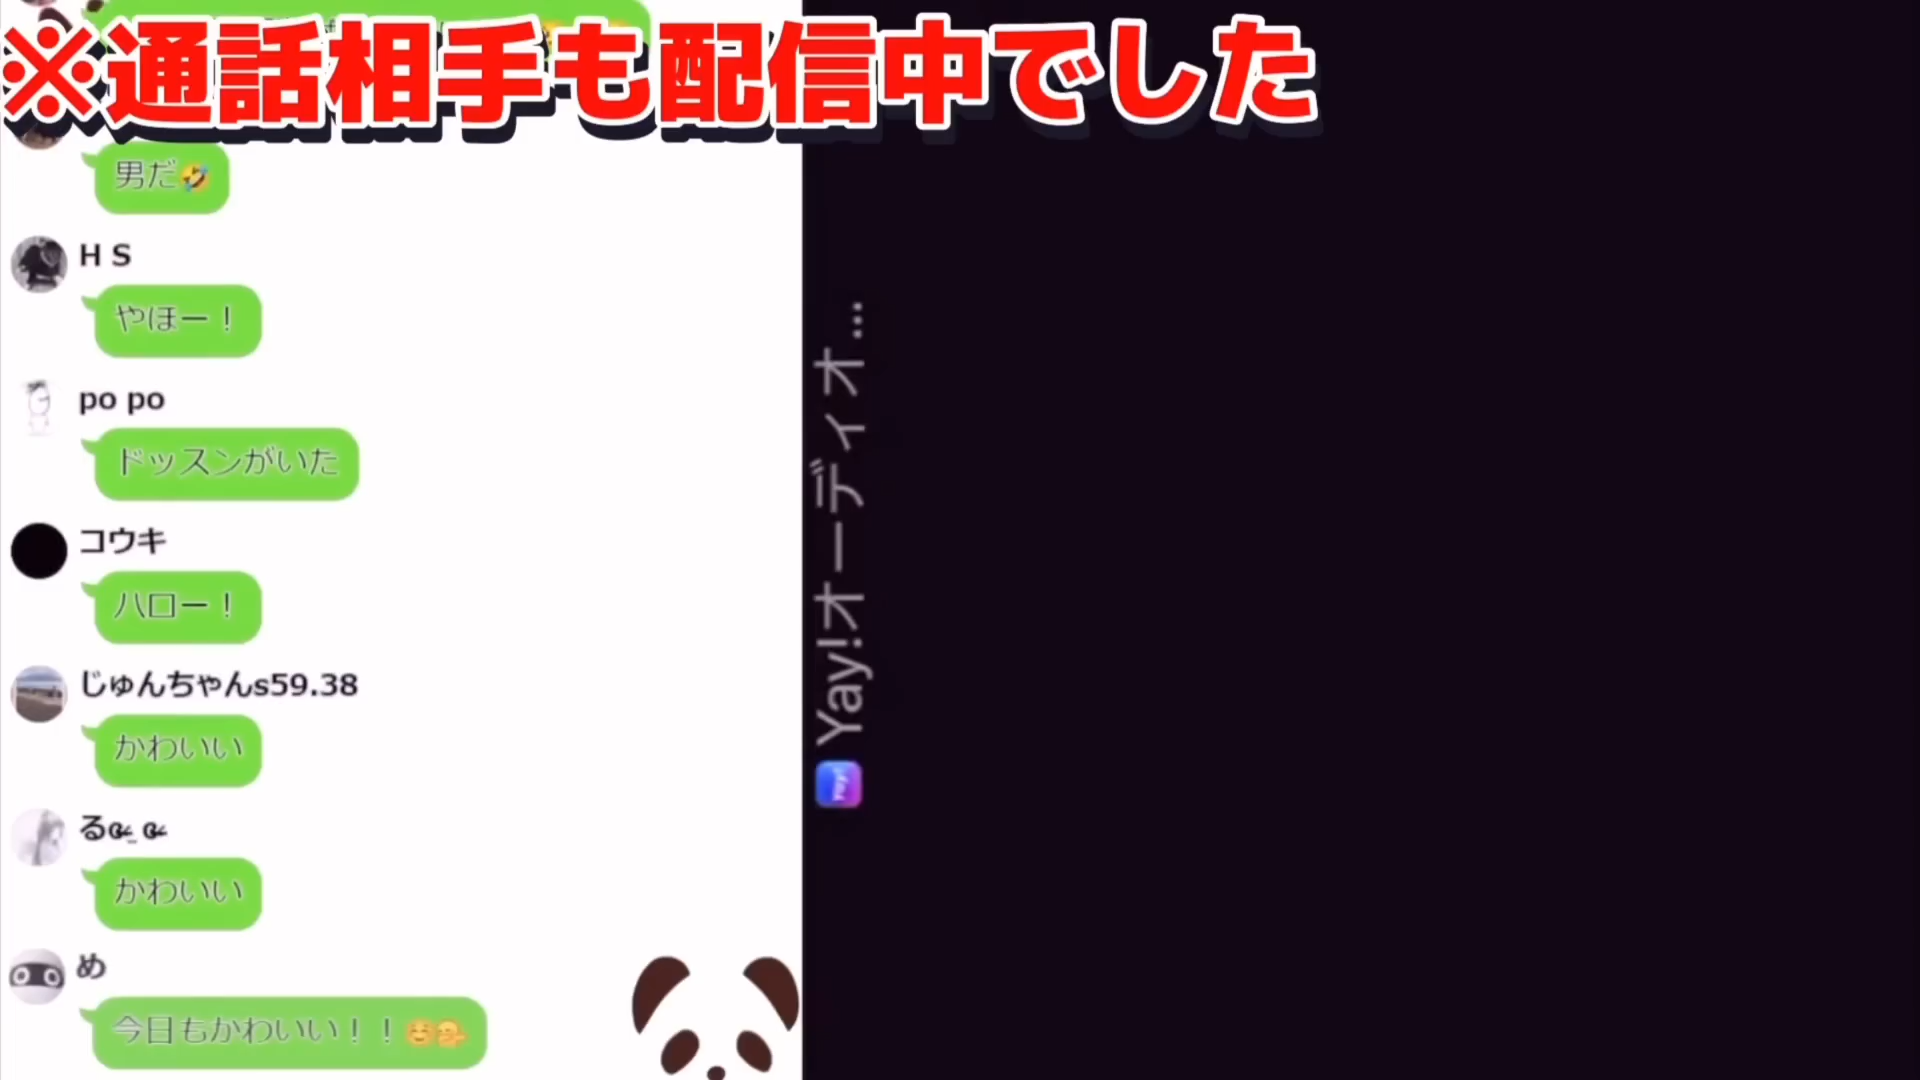 ※通話相手も配信中でした
男だ🤣
H S
やほー！
po po
ドッスンがいた
コウキ
ハロー！
じゅんちゃんs59.38
かわいい
かわいい
め
今日もかわいい！！☺️🤗
Yay!オーディオ...